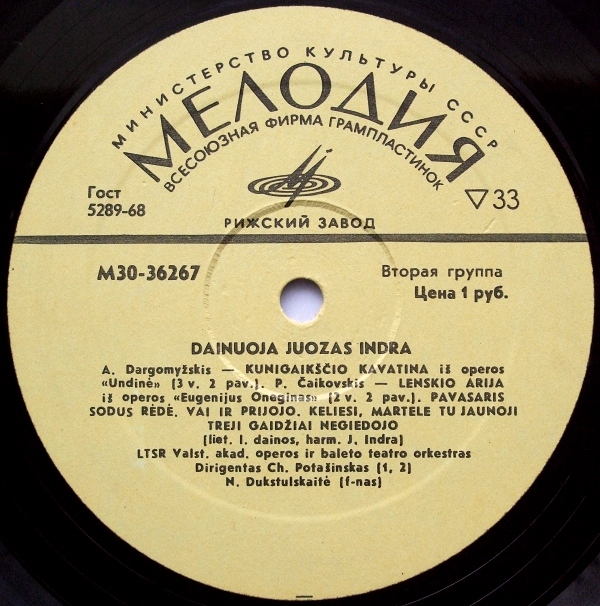 МИНИСТЕРСТВО КУЛЬТУРЫ СССР
МЕЛОДИЯ
ВСЕСОЮЗНАЯ ФИРМА ГРАМПЛАСТИНОК
Гост
5289-68
▽33
РИЖСКИЙ ЗАВОД
М30-36267
Вторая группа
Цена 1 руб.
DAINUOJA JUOZAS INDRA
A. Dargomyžskis — KUNIGAIKŠČIO KAVATINA iš operos
«Undinė» (3 v. 2 pav.). P. Čaikovskis — LENSKIO ARIJA
iš operos «Eugenijus Oneginas» (2 v. 2 pav.). PAVASARIS
SODUS RĖDĖ. VAI IR PRIJOJO. KELIESI, MARTELE TU JAUNOJI
TREJI GAIDŽIAI NEGIEDOJO
(liet. l. dainos, harm. J. Indra)
LTSR Valst. akad. operos ir baleto teatro orkestras
Dirigentas Ch. Potašinskas (1, 2)
N. Dukstulskaitė (f-nas)